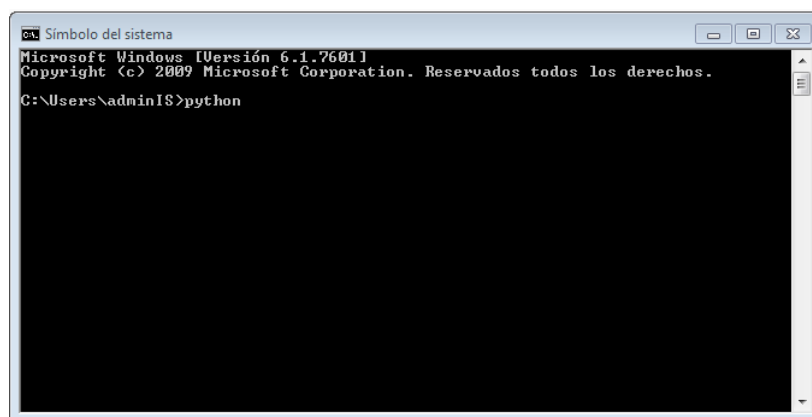 Símbolo del sistema
Microsoft Windows [Versión 6.1.7601]
Copyright (c) 2009 Microsoft Corporation. Reservados todos los derechos.
C:\Users\adminIS>python